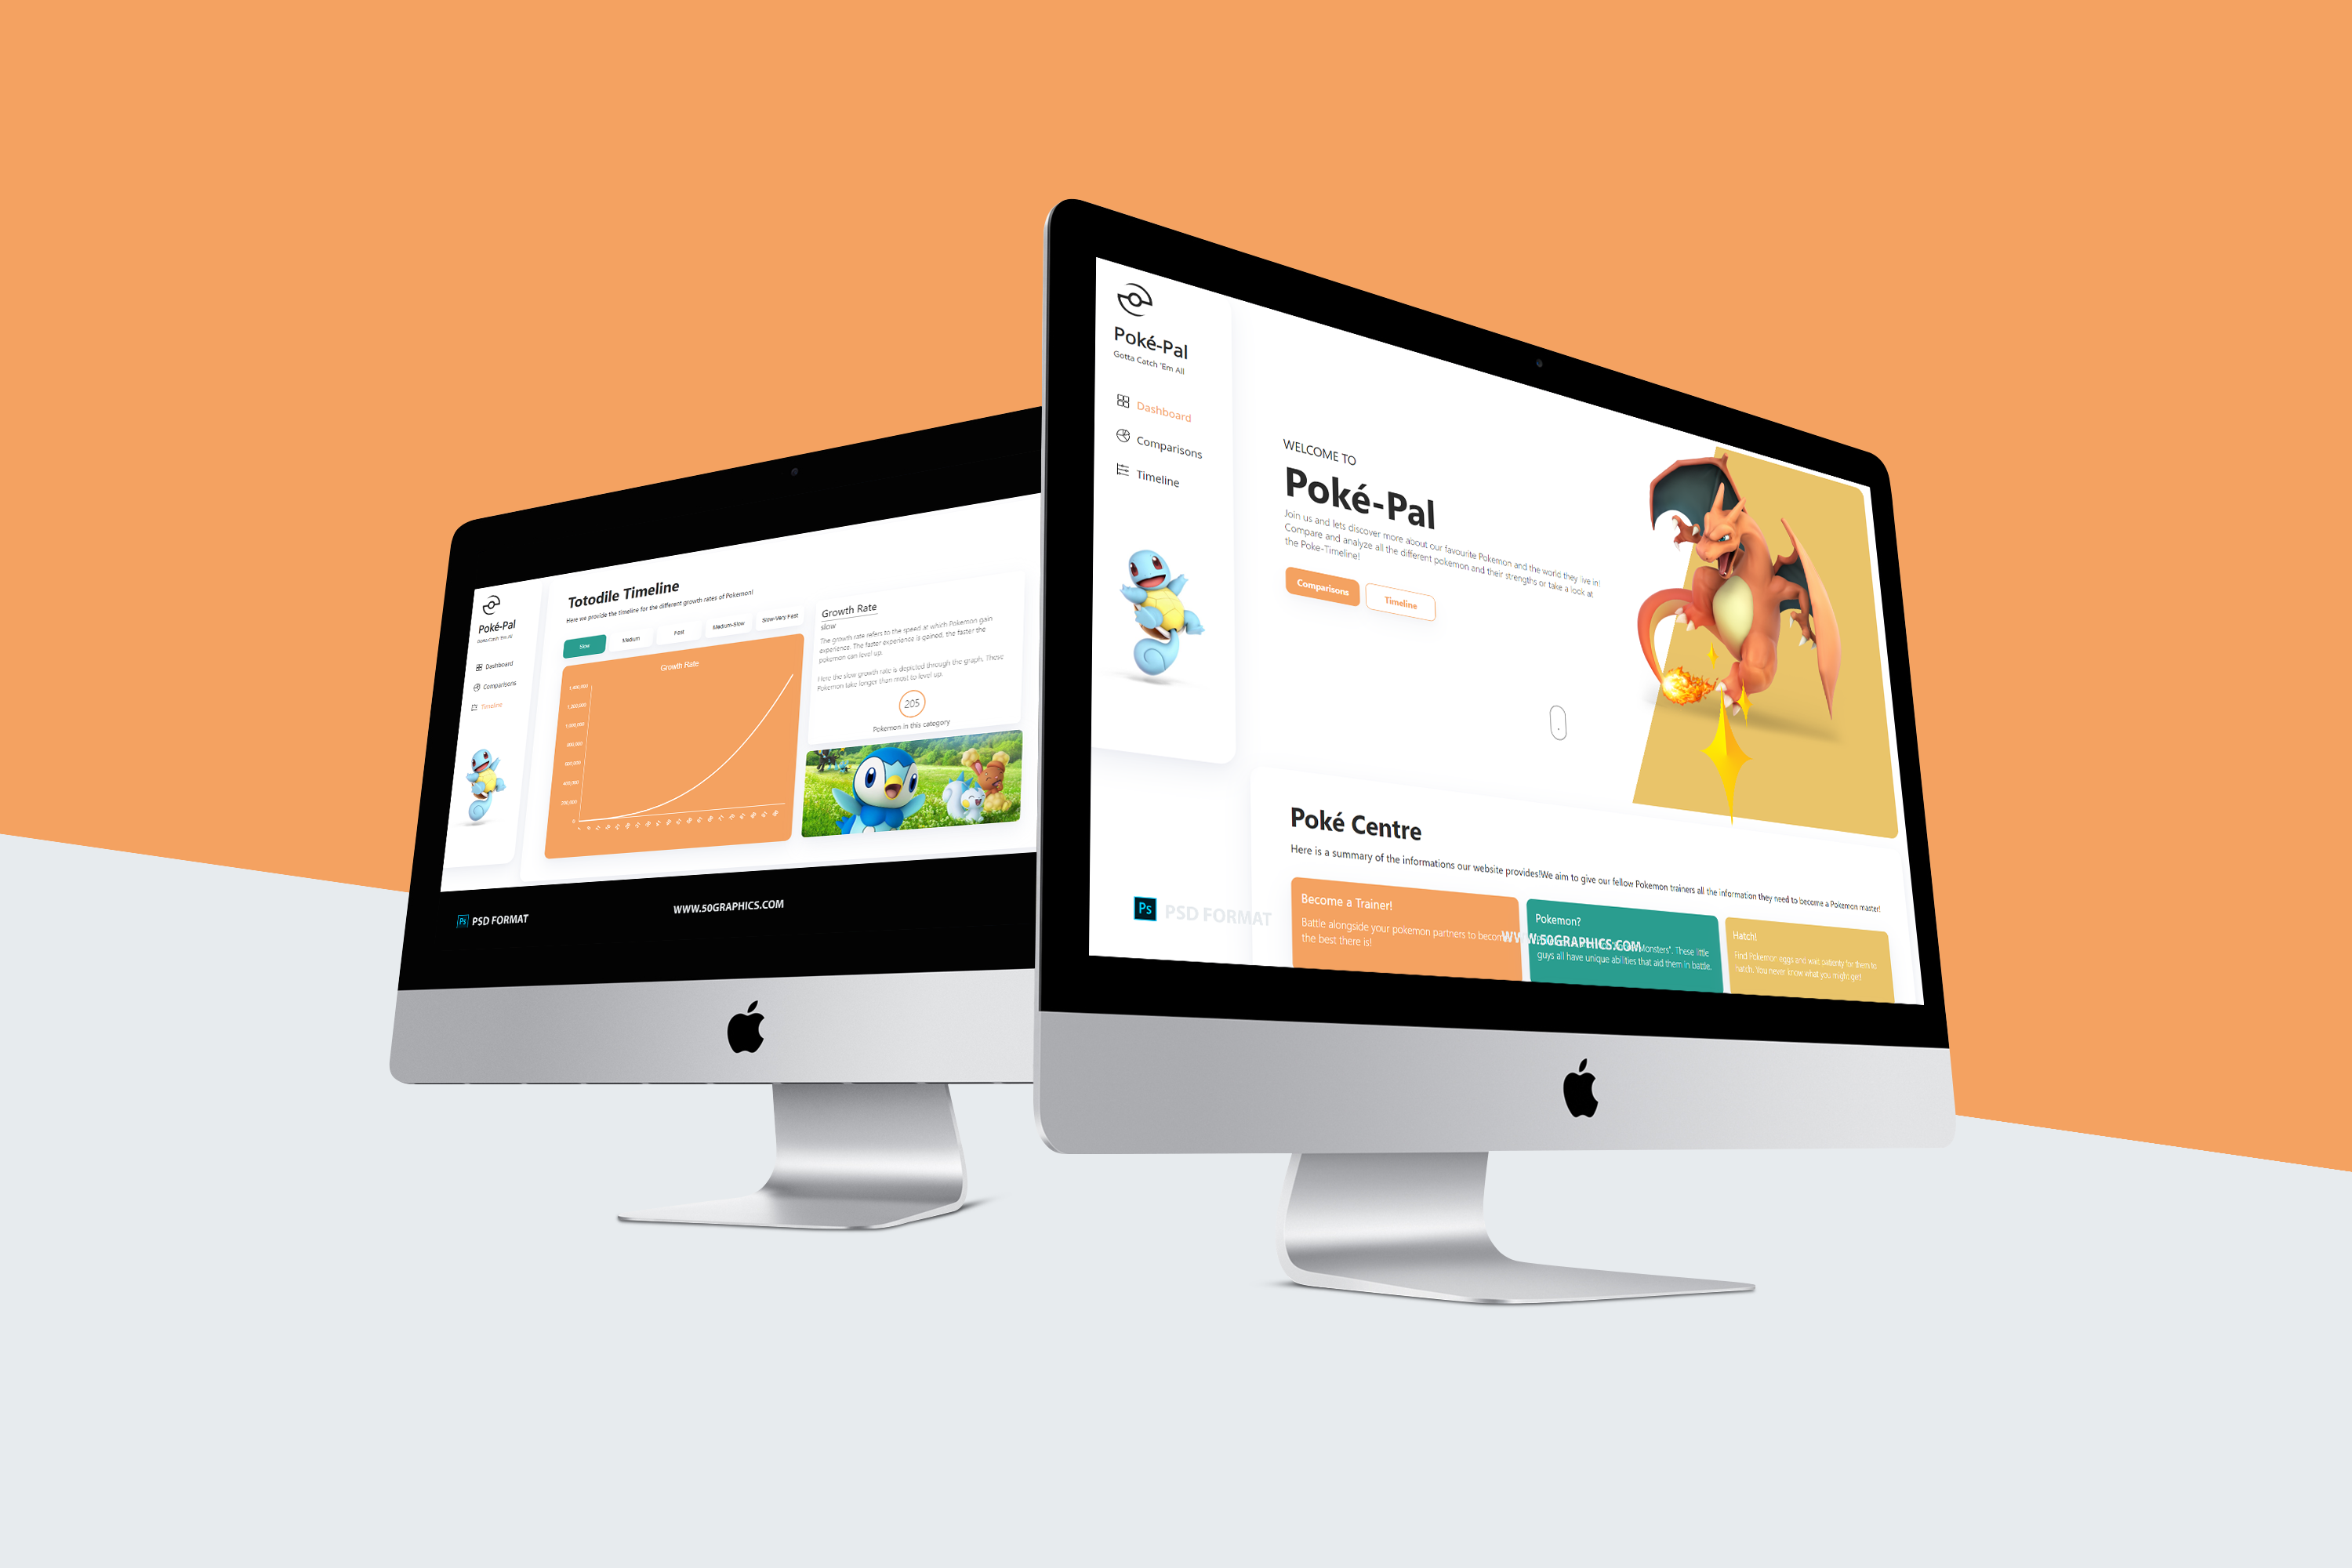 Poké-Pal
Gotta Catch 'Em All
Dashboard
Comparisons
Timeline
Totodile Timeline
Here we provide the timeline for the different growth rates of Pokemon!
Slow
Medium
Fast
Medium-Slow
Slow-Very Fast
Growth Rate
200,000
0
Growth Rate
slow
The growth rate refers to the speed at which Pokemon gain
experience. The faster experience is gained, the faster the
pokemon can level up.
Here the slow growth rate is depicted through the graph. These
Pokemon take longer than most to level up.
205
Pokemon in this category
Ps PSD FORMAT
WWW.50GRAPHICS.COM
Poké-Pal
Gotta Catch 'Em All
Dashboard
Comparisons
Timeline
WELCOME TO
Poké-Pal
Join us and lets discover more about our favourite Pokemon and the world they live in!
Compare and analyze all the different pokemon and their strengths or take a look at
the Poke-Timeline!
Comparisons
Timeline
Poké Centre
Here is a summary of the informations our website provides!We aim to give our fellow Pokemon trainers all the information they need to become a Pokemon master!
Become a Trainer!
Battle alongside your pokemon partners to become
the best there is!
Pokemon?
Monsters". These little
guys all have unique abilities that aid them in battle.
Hatch!
Find Pokemon eggs and wait patiently for them to
hatch. You never know what you might get!
Ps PSD FORMAT
WWW.50GRAPHICS.COM